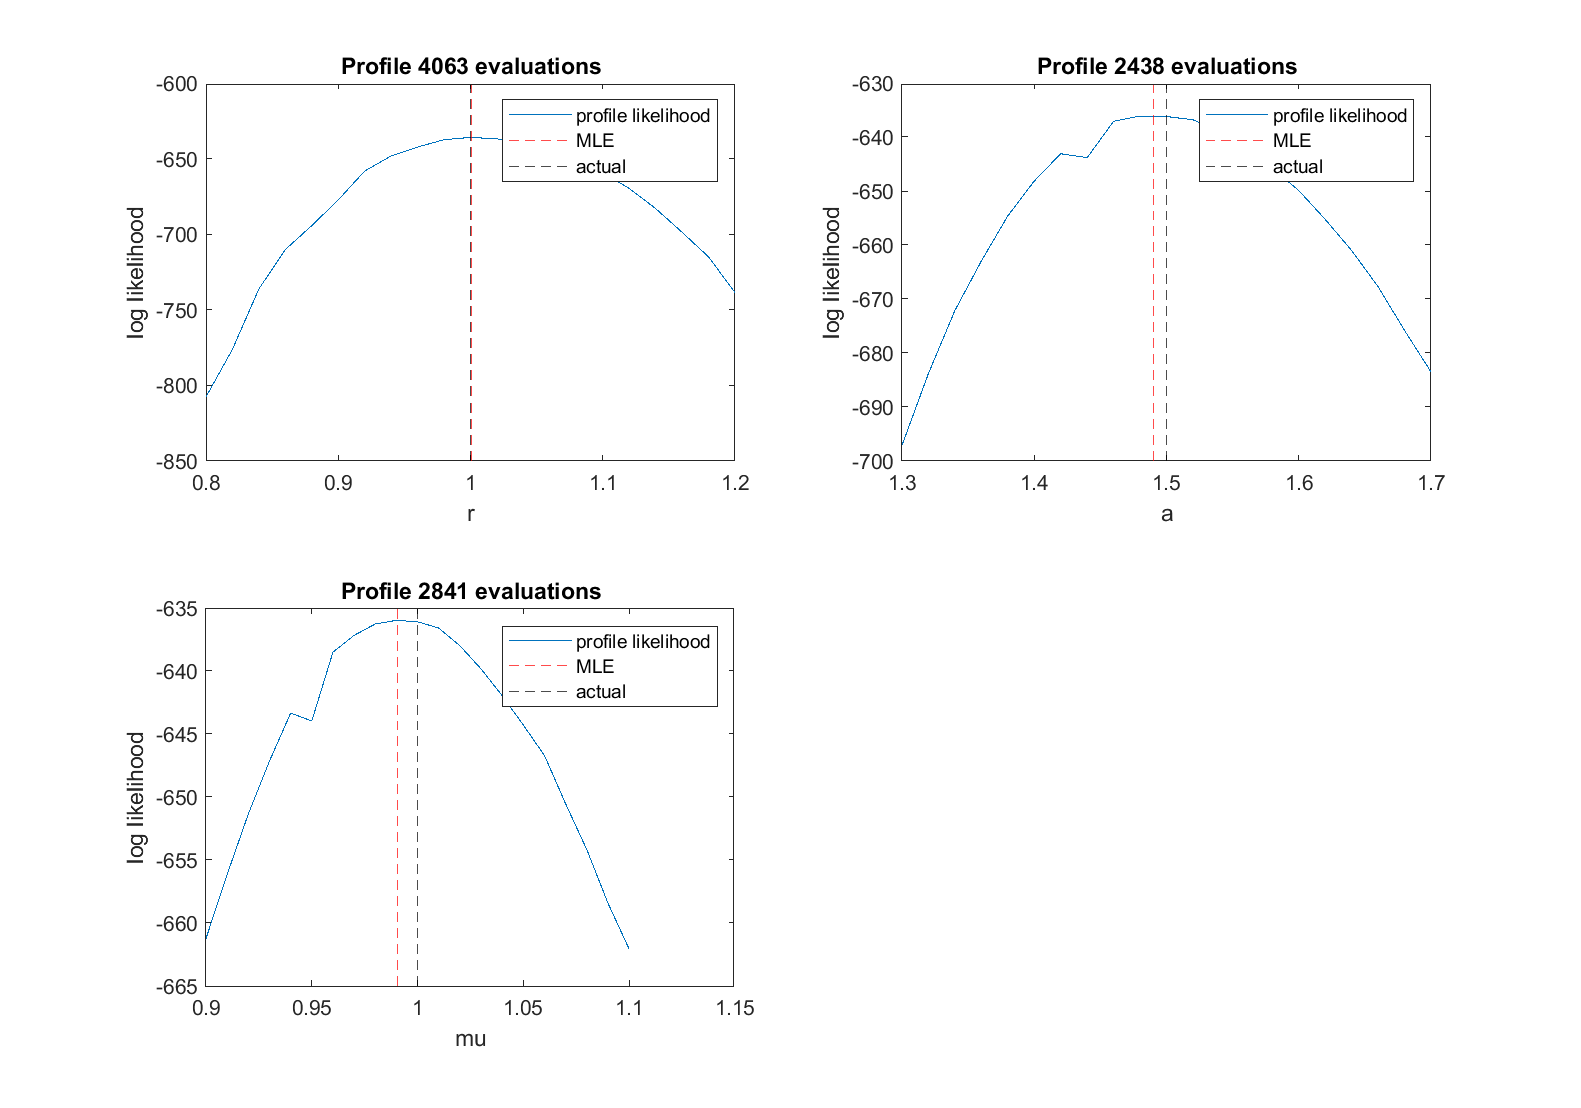 Profile 4063 evaluations
-600
-650
-700
-750
-800
-850
log likelihood
0.8 0.9 1 1.1 1.2
r
profile likelihood
MLE
actual
Profile 2438 evaluations
-630
-640
-650
-660
-670
-680
-690
-700
log likelihood
1.3 1.4 1.5 1.6 1.7
a
profile likelihood
MLE
actual
Profile 2841 evaluations
-635
-640
-645
-650
-655
-660
-665
log likelihood
0.9 0.95 1 1.05 1.1 1.15
mu
profile likelihood
MLE
actual